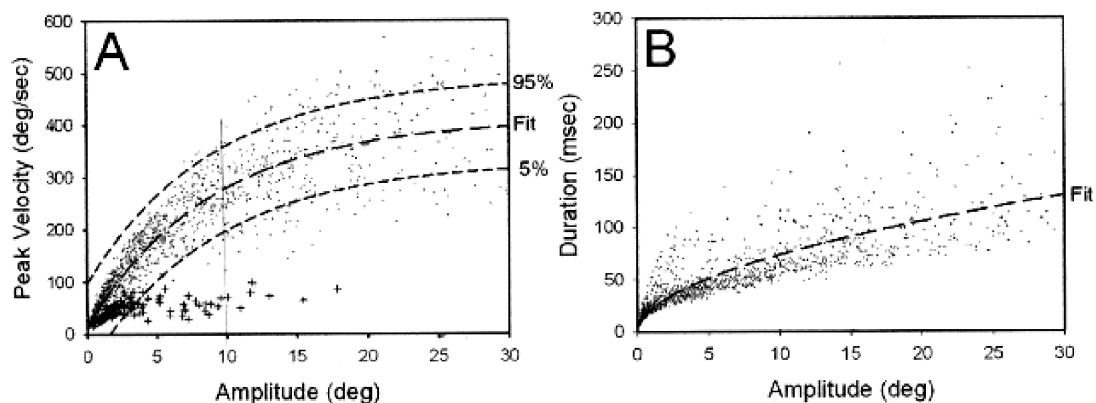 A
B
600
500
400
300
200
100
0
Peak Velocity (deg/sec)
95%
Fit
5%
0 5 10 15 20 25 30
Amplitude (deg)
300
250
200
150
100
50
0
Duration (msec)
Fit
0 5 10 15 20 25 30
Amplitude (deg)